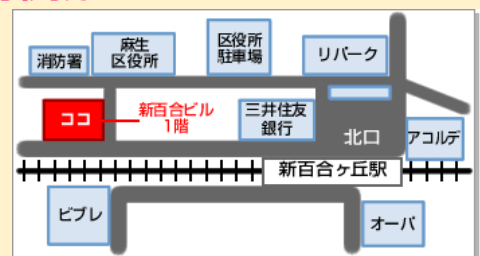 消防署
麻生
区役所
区役所
駐車場
リパーク
ココ
新百合ビル
1階
三井住友
銀行
北口
アコルデ
新百合ヶ丘駅
ビブレ
オーパ